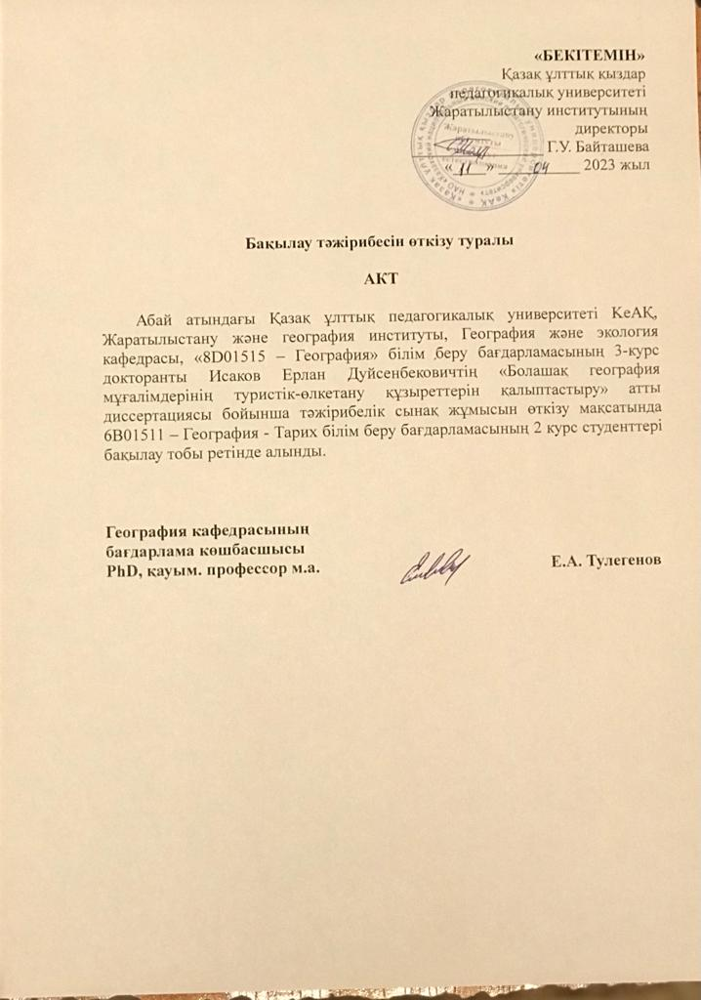 «БЕКІТЕМІН»
Қазақ ұлттық қыздар
педагогикалық университеті
Жаратылыстану институтының
директоры
Г.У. Байташева
«11» 04 2023 жыл
Бақылау тәжірибесін өткізу туралы
АКТ
Абай атындағы Қазақ ұлттық педагогикалық университеті КеАҚ,
Жаратылыстану және география институты, География және экология
кафедрасы, «8D01515 – География» білім беру бағдарламасының 3-курс
докторанты Исаков Ерлан Дуйсенбековичтің «Болашақ география
мұғалімдерінің туристік-өлкетану құзыреттерін қалыптастыру» атты
диссертациясы бойынша тәжірибелік сынақ жұмысын өткізу мақсатында
6В01511 – География - Тарих білім беру бағдарламасының 2 курс студенттері
бақылау тобы ретінде алынды.
География кафедрасының
бағдарлама көшбасшысы
PhD, қауым. профессор м.а.
Е.А. Тулегенов